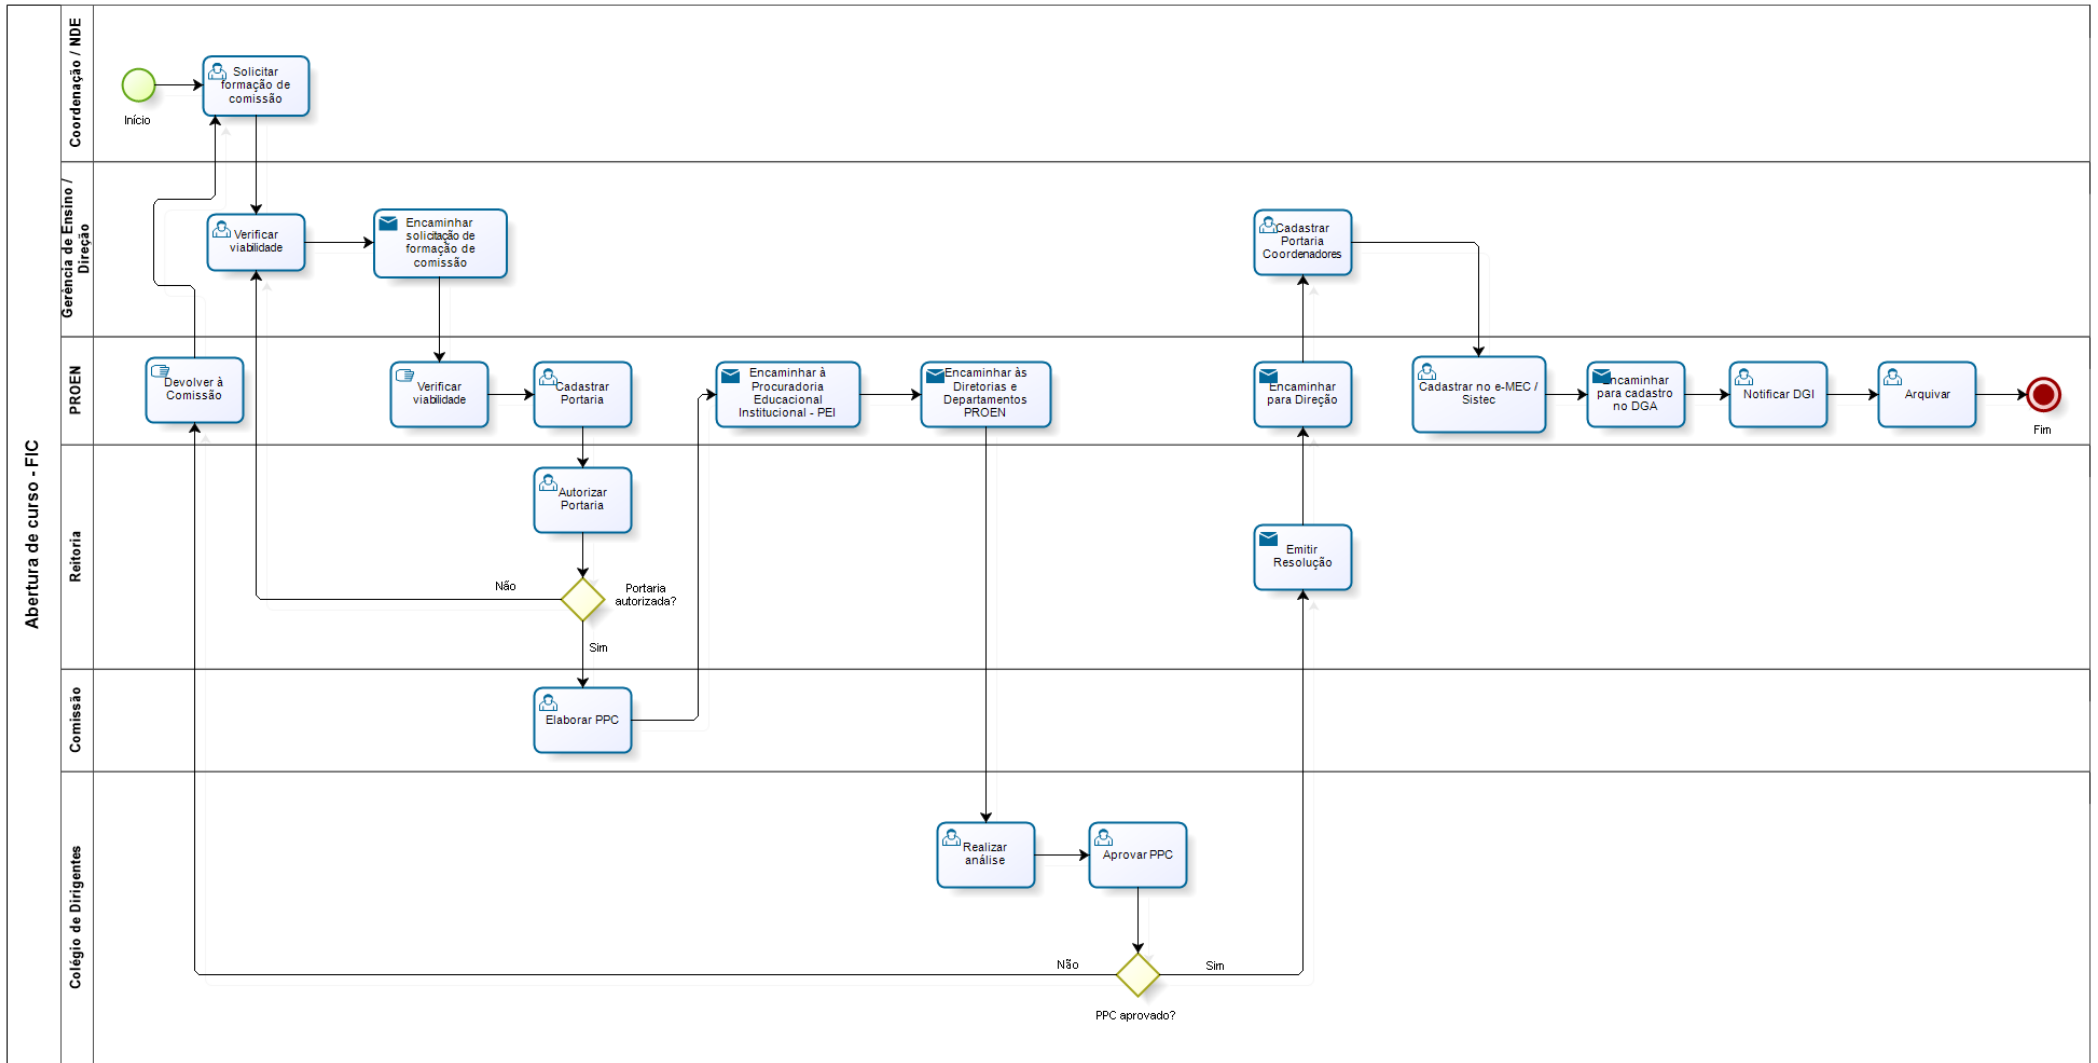 Abertura de curso - FIC
Coordenação / NDE
Início
Solicitar
formação de
comissão
Gerência de Ensino /
Direção
Verificar
viabilidade
Encaminhar
solicitação de
formação de
comissão
Cadastrar
Portaria
Coordenadores
PROEN
Devolver à
Comissão
Verificar
viabilidade
Cadastrar
Portaria
Encaminhar à
Procuradoria
Educacional
Institucional - PEI
Encaminhar às
Diretorias e
Departamentos
PROEN
Encaminhar
para Direção
Cadastrar no e-MEC /
Sistec
Encaminhar
para cadastro
no DGA
Notificar DGI
Arquivar
Fim
Reitoria
Autorizar
Portaria
Não
Portaria
autorizada?
Sim
Emitir
Resolução
Comissão
Elaborar PPC
Colégio de Dirigentes
Realizar
análise
Aprovar PPC
Não
Sim
PPC aprovado?